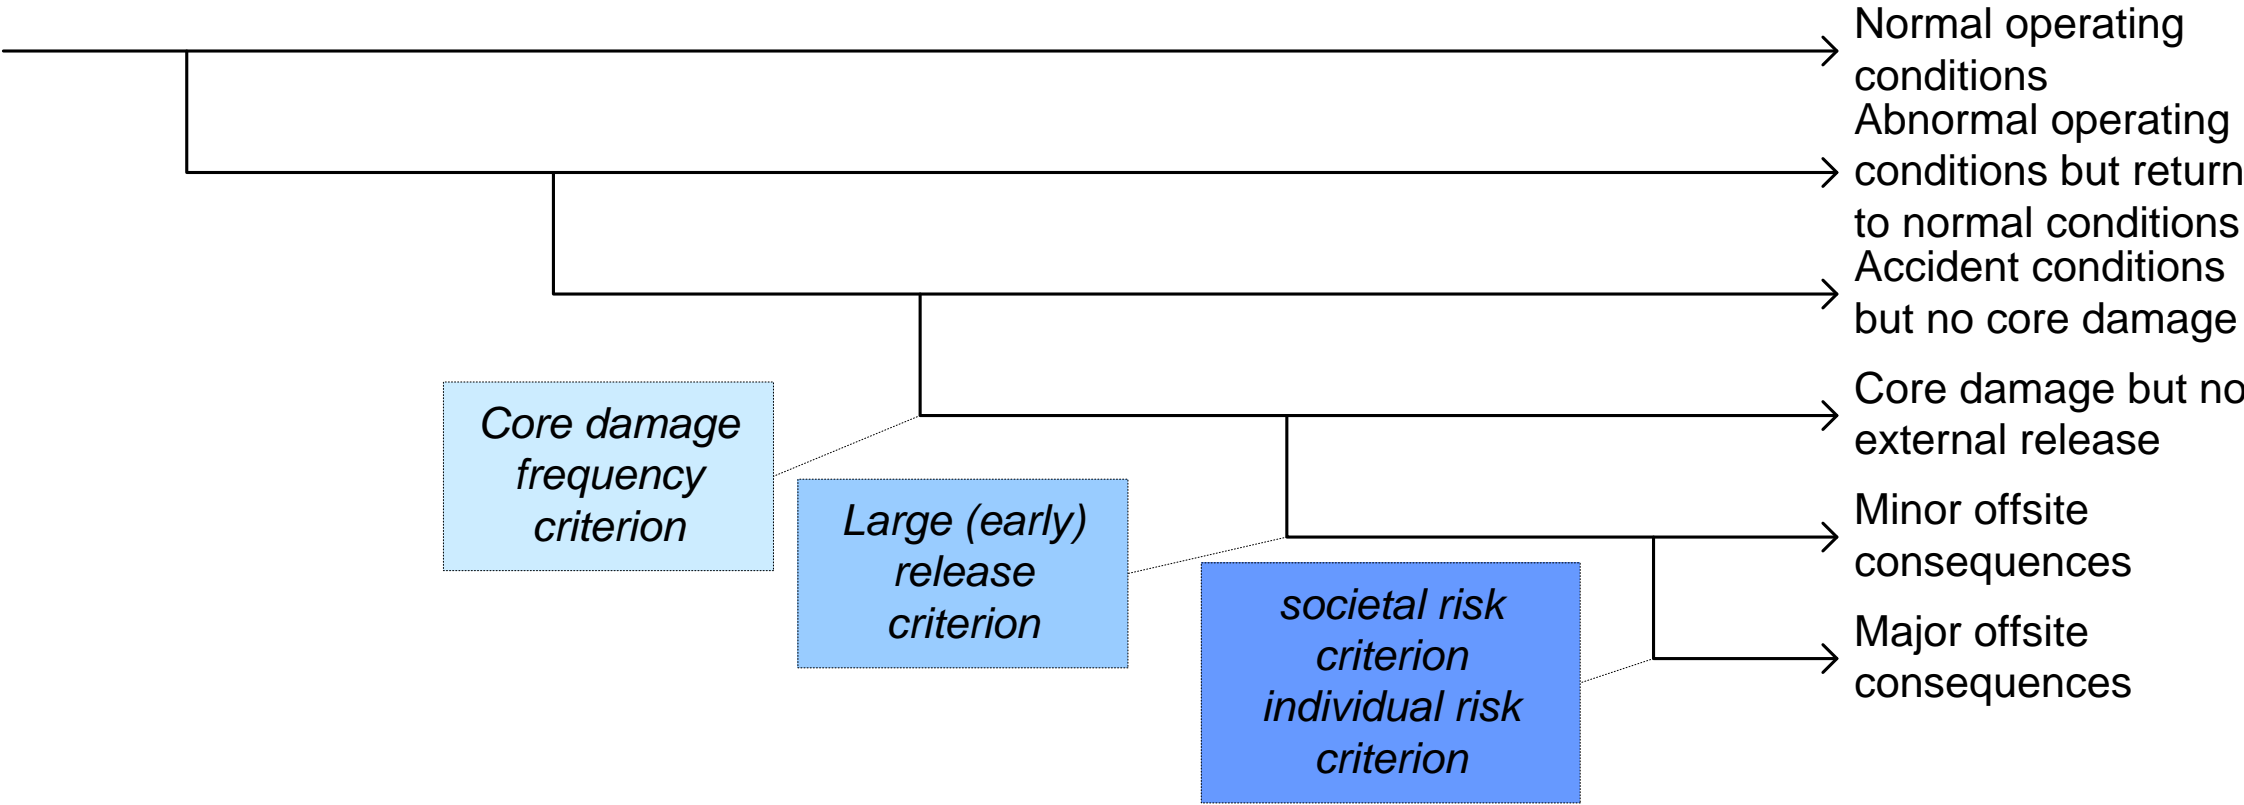 Normal operating
conditions
Abnormal operating
conditions but return
to normal conditions
Accident conditions
but no core damage
Core damage but no
external release
Minor offsite
consequences
Major offsite
consequences
Core damage
frequency
criterion
Large (early)
release
criterion
societal risk
criterion
individual risk
criterion